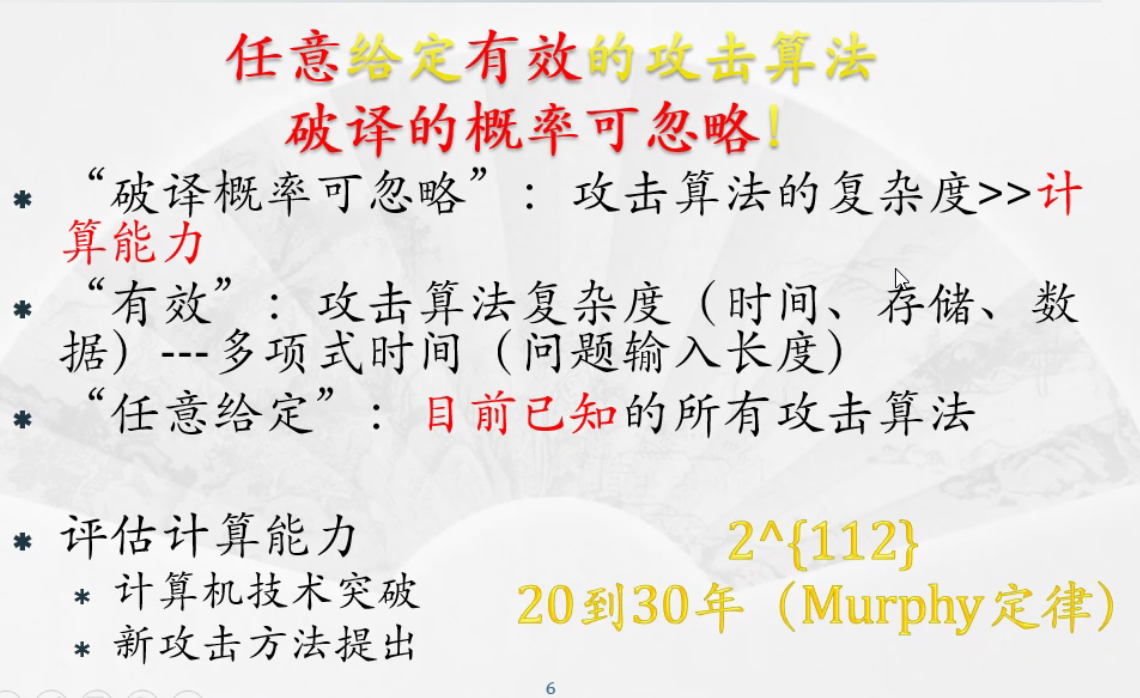 任意给定有效的攻击算法
破译的概率可忽略！
“破译概率可忽略”：攻击算法的复杂度>>计
算能力
“有效”：攻击算法复杂度（时间、存储、数
据）---多项式时间（问题输入长度）
“任意给定”：目前已知的所有攻击算法
评估计算能力
2^{112}
计算机技术突破
20到30年（Murphy定律）
新攻击方法提出
6